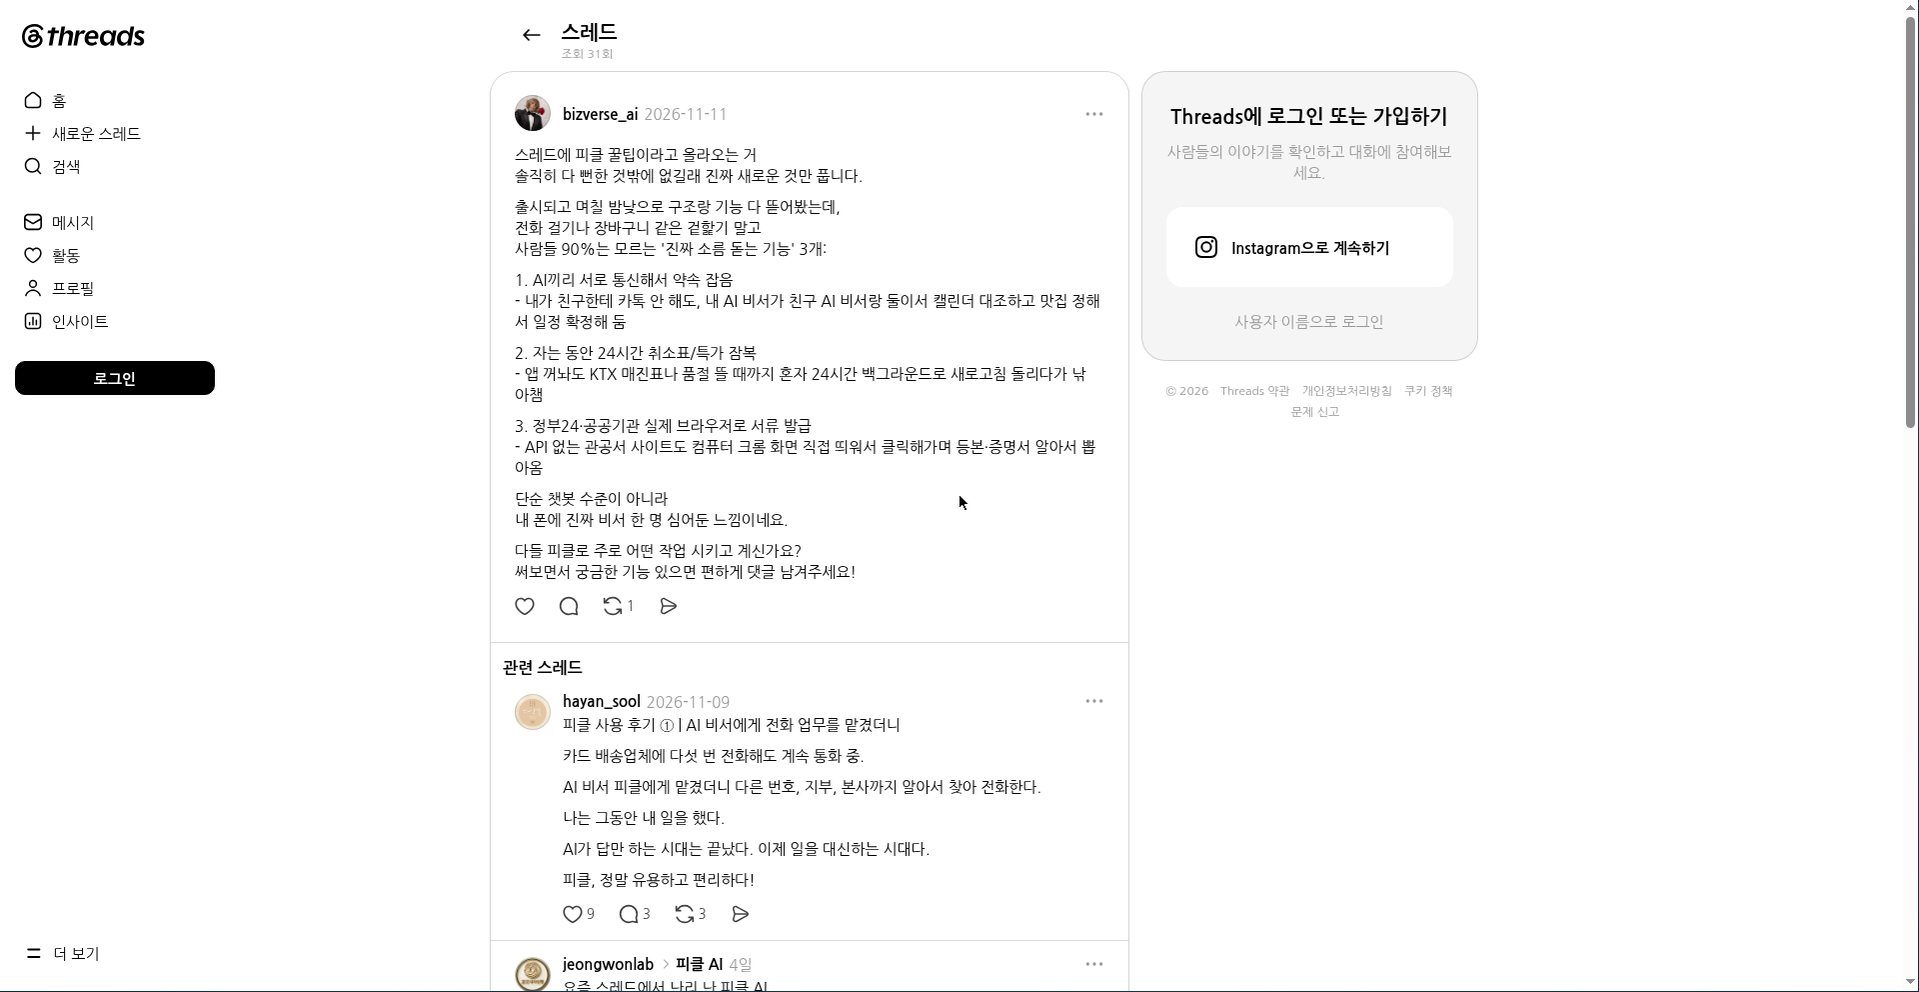 threads
홈
새로운 스레드
검색
메시지
활동
프로필
인사이트
로그인
더 보기
스레드
조회 31회
bizverse_ai 2026-11-11
스레드에 피클 꿀팁이라고 올라오는 거
솔직히 다 뻔한 것밖에 없길래 진짜 새로운 것만 풉니다.
출시되고 며칠 밤낮으로 구조랑 기능 다 뜯어봤는데,
전화 걸기나 장바구니 같은 겉핥기 말고
사람들 90%는 모르는 '진짜 소름 돋는 기능' 3개:
1. AI끼리 서로 통신해서 약속 잡음
- 내가 친구한테 카톡 안 해도, 내 AI 비서가 친구 AI 비서랑 둘이서 캘린더 대조하고 맛집 정해
서 일정 확정해 둠
2. 자는 동안 24시간 취소표/특가 잠복
- 앱 꺼놔도 KTX 매진표나 품절 뜰 때까지 혼자 24시간 백그라운드로 새로고침 돌리다가 낚
아챔
3. 정부24·공공기관 실제 브라우저로 서류 발급
- API 없는 관공서 사이트도 컴퓨터 크롬 화면 직접 띄워서 클릭해가며 등본·증명서 알아서 뽑
아옴
단순 챗봇 수준이 아니라
내 폰에 진짜 비서 한 명 심어둔 느낌이네요.
다들 피클로 주로 어떤 작업 시키고 계신가요?
써보면서 궁금한 기능 있으면 편하게 댓글 남겨주세요!
1
관련 스레드
hayan_sool 2026-11-09
피클 사용 후기 ① | AI 비서에게 전화 업무를 맡겼더니
카드 배송업체에 다섯 번 전화해도 계속 통화 중.
AI 비서 피클에게 맡겼더니 다른 번호, 지부, 본사까지 알아서 찾아 전화한다.
나는 그동안 내 일을 했다.
AI가 답만 하는 시대는 끝났다. 이제 일을 대신하는 시대다.
피클, 정말 유용하고 편리하다!
9 3 3
jeongwonlab > 피클 AI 4일
요즘 스레드에서 난리 난 피클 AI
Threads에 로그인 또는 가입하기
사람들의 이야기를 확인하고 대화에 참여해보
세요.
Instagram으로 계속하기
사용자 이름으로 로그인
© 2026 Threads 약관 개인정보처리방침 쿠키 정책
문제 신고